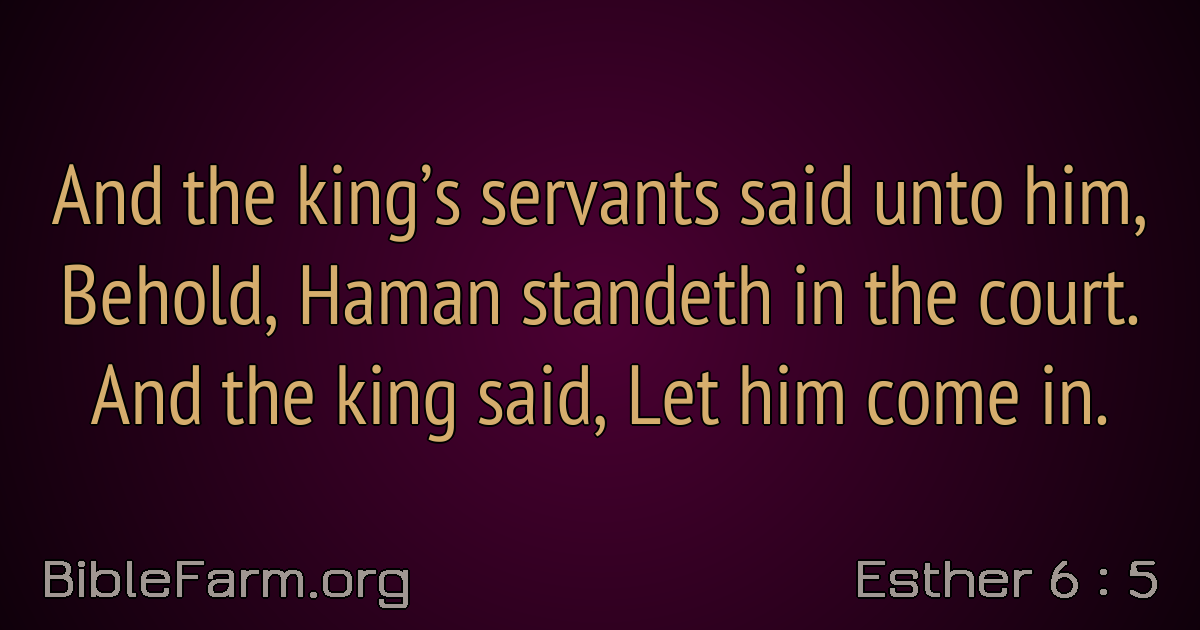 And the king’s servants said unto him,
Behold, Haman standeth in the court.
And the king said, Let him come in.
BibleFarm.org
Esther 6 : 5